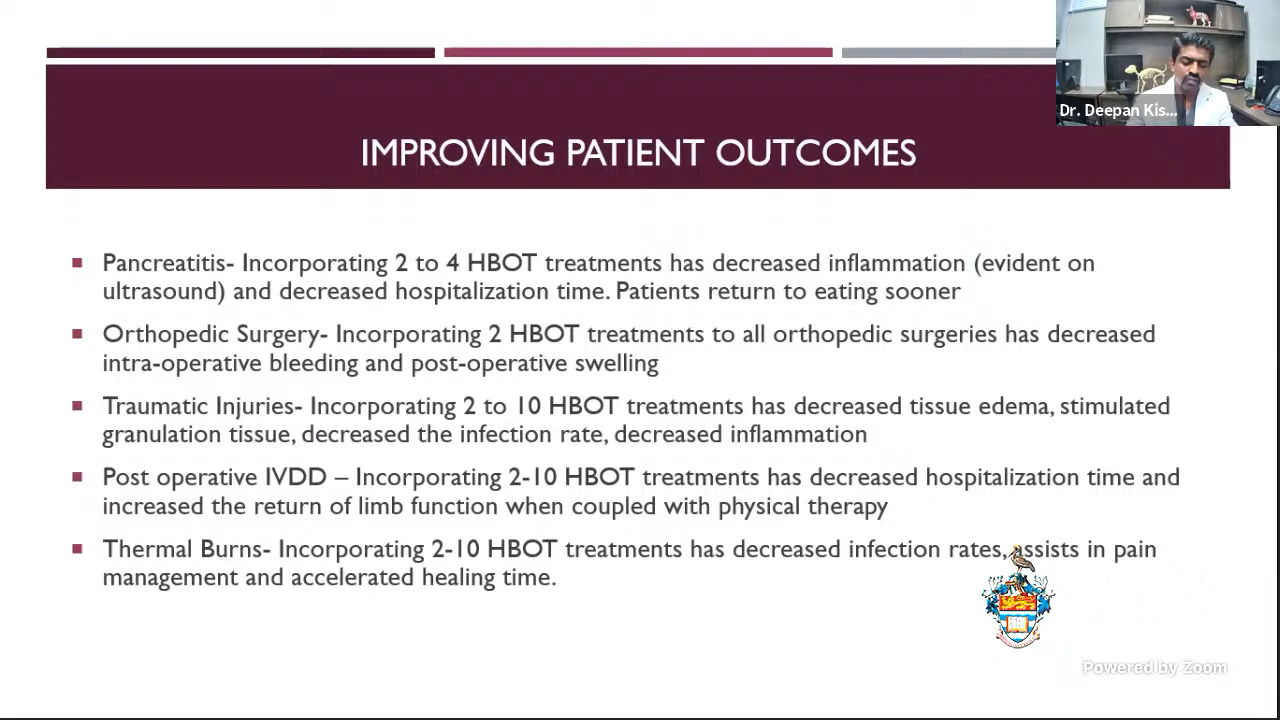 Dr. Deepan Kis...
IMPROVING PATIENT OUTCOMES
Pancreatitis- Incorporating 2 to 4 HBOT treatments has decreased inflammation (evident on
ultrasound) and decreased hospitalization time. Patients return to eating sooner
Orthopedic Surgery- Incorporating 2 HBOT treatments to all orthopedic surgeries has decreased
intra-operative bleeding and post-operative swelling
Traumatic Injuries- Incorporating 2 to 10 HBOT treatments has decreased tissue edema, stimulated
granulation tissue, decreased the infection rate, decreased inflammation
Post operative IVDD – Incorporating 2-10 HBOT treatments has decreased hospitalization time and
increased the return of limb function when coupled with physical therapy
Thermal Burns- Incorporating 2-10 HBOT treatments has decreased infection rates, assists in pain
management and accelerated healing time.
Powered by Zoom